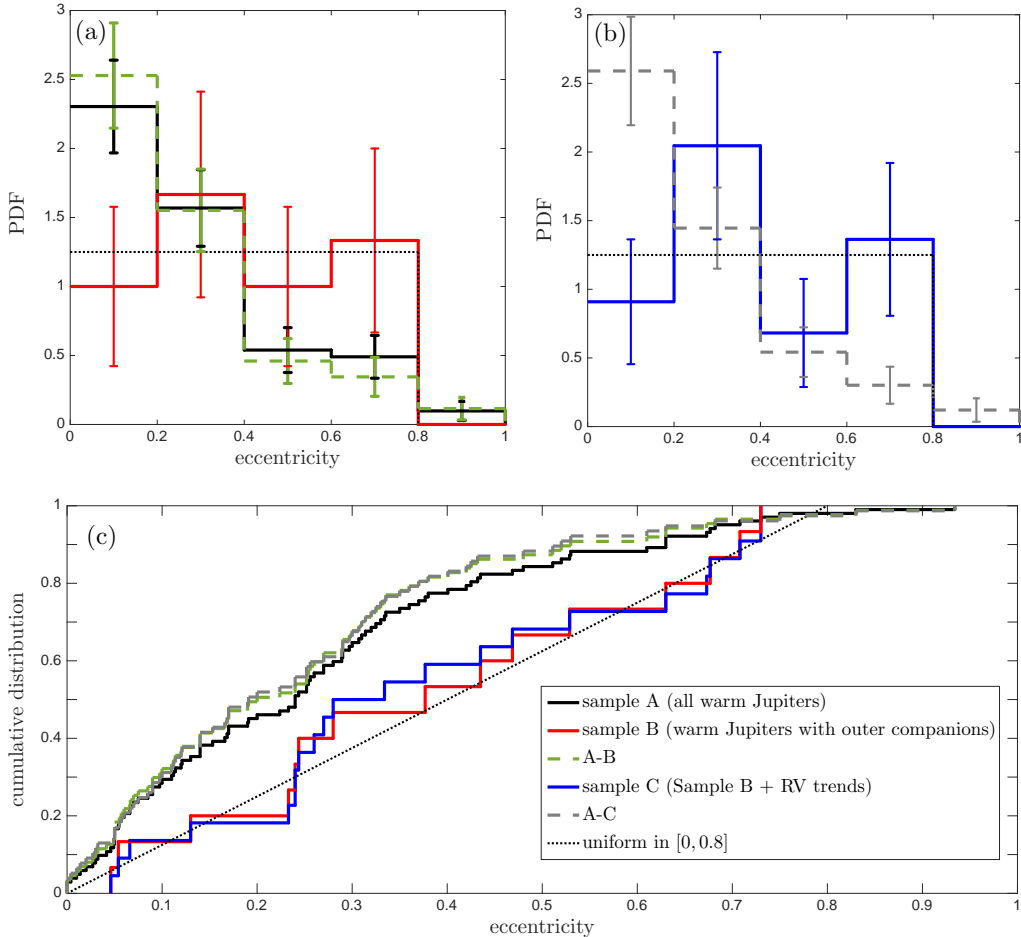 (a)
3
2.5
2
1.5
1
0.5
0
PDF
0 0.2 0.4 0.6 0.8 1
eccentricity
(b)
3
2.5
2
1.5
1
0.5
0
PDF
0 0.2 0.4 0.6 0.8 1
eccentricity
(c)
1
0.8
0.6
0.4
0.2
0
cumulative distribution
sample A (all warm Jupiters)
sample B (warm Jupiters with outer companions)
A-B
sample C (Sample B + RV trends)
A-C
uniform in [0, 0.8]
0 0.1 0.2 0.3 0.4 0.5 0.6 0.7 0.8 0.9 1
eccentricity